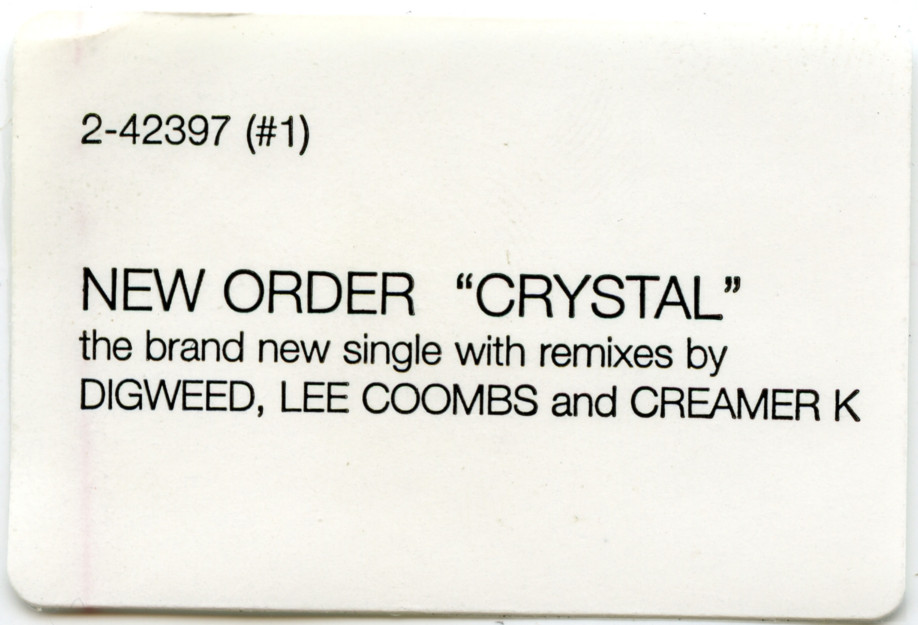 2-42397 (#1)
NEW ORDER “CRYSTAL”
the brand new single with remixes by
DIGWEED, LEE COOMBS and CREAMER K